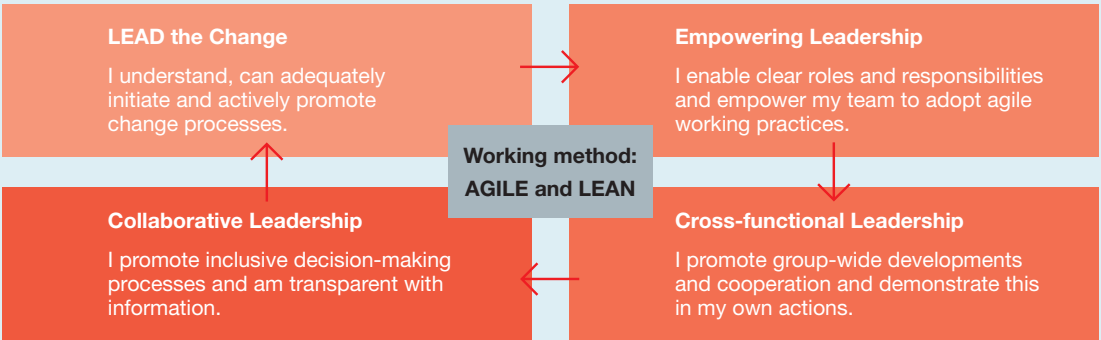 LEAD the Change
I understand, can adequately
initiate and actively promote
change processes.
Empowering Leadership
I enable clear roles and responsibilities
and empower my team to adopt agile
working practices.
Working method:
AGILE and LEAN
Collaborative Leadership
I promote inclusive decision-making
processes and am transparent with
information.
Cross-functional Leadership
I promote group-wide developments
and cooperation and demonstrate this
in my own actions.